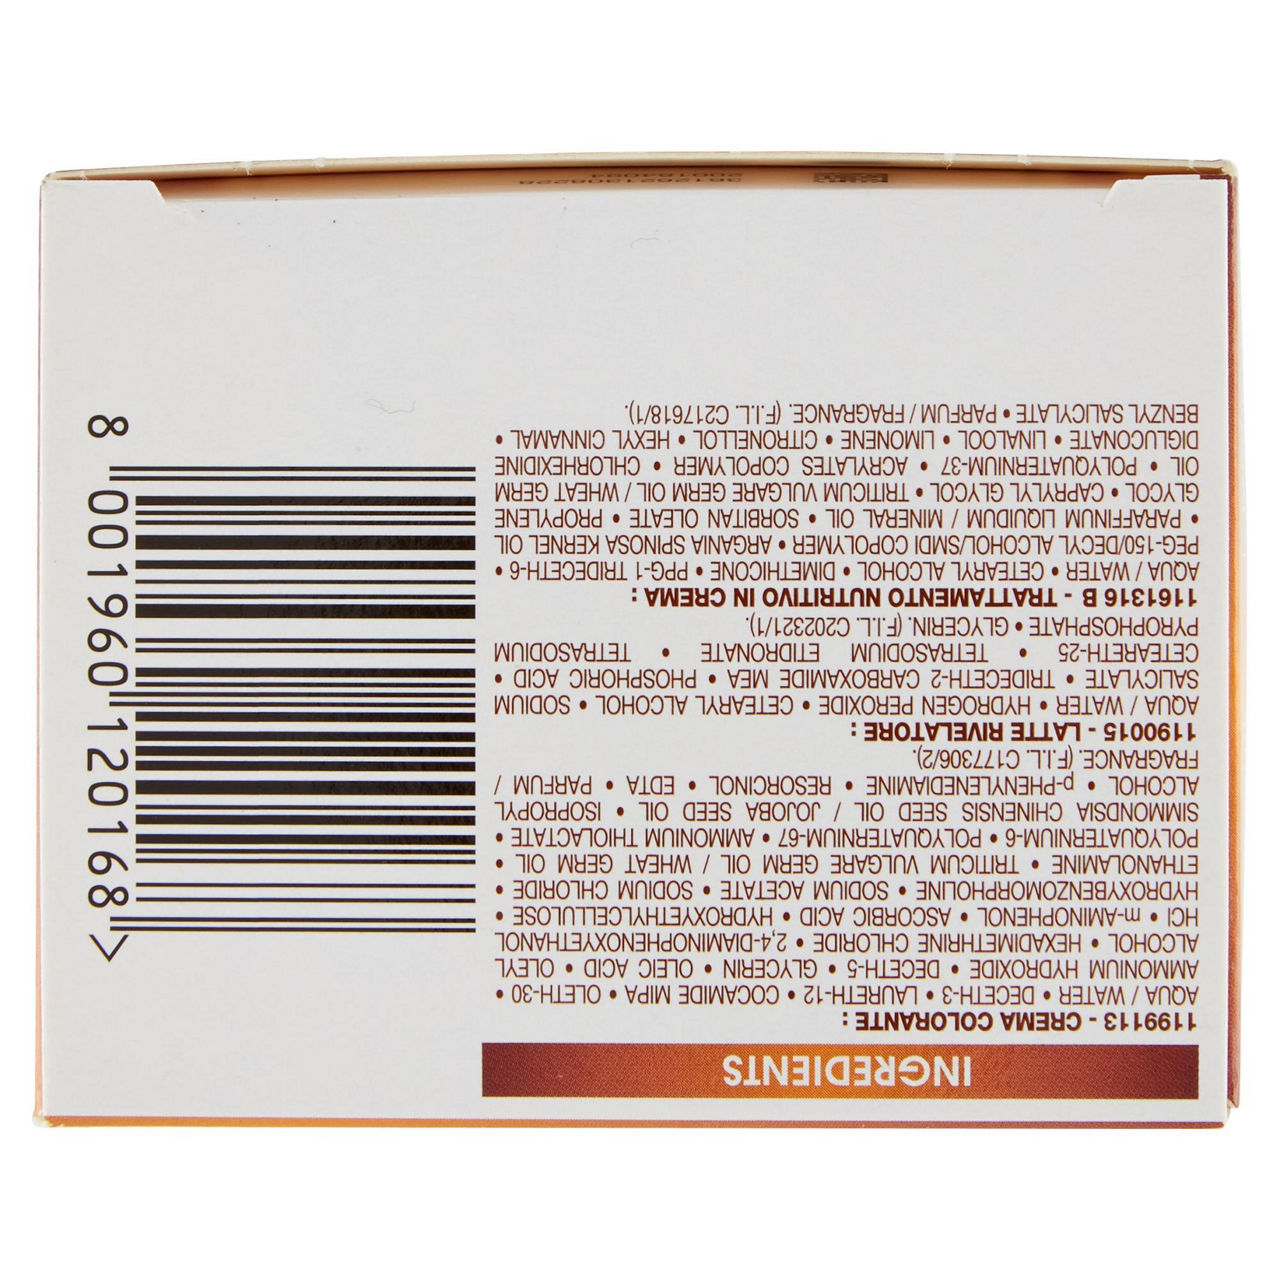 INGREDIENTS
1199113 - CREMA COLORANTE :
AQUA / WATER • DECETH-3 • LAURETH-12 • COCAMIDE MIPA • OLETH-30 •
AMMONIUM HYDROXIDE • DECETH-5 • GLYCERIN • OLEIC ACID • OLEYL
ALCOHOL • HEXADIMETHRINE CHLORIDE • 2,4-DIAMINOPHENOXYETHANOL
HCl • m-AMINOPHENOL • ASCORBIC ACID • HYDROXYETHYLCELLULOSE •
HYDROXYBENZOMORPHOLINE • SODIUM ACETATE • SODIUM CHLORIDE •
ETHANOLAMINE • TRITICUM VULGARE GERM OIL / WHEAT GERM OIL •
POLYQUATERNIUM-6 • POLYQUATERNIUM-67 • AMMONIUM THIOLACTATE •
SIMMONDSIA CHINENSIS SEED OIL / JOJOBA SEED OIL • ISOPROPYL
ALCOHOL • p-PHENYLENEDIAMINE • RESORCINOL • EDTA • PARFUM /
FRAGRANCE. (F.I.L. C177306/2).
1190015 - LATTE RIVELATORE :
AQUA / WATER • HYDROGEN PEROXIDE • CETEARYL ALCOHOL • SODIUM
SALICYLATE • TRIDECETH-2 CARBOXAMIDE MEA • PHOSPHORIC ACID •
CETEARETH-25 • TETRASODIUM ETIDRONATE • TETRASODIUM
PYROPHOSPHATE • GLYCERIN. (F.I.L. C202321/1).
1161316 B - TRATTAMENTO NUTRITIVO IN CREMA :
AQUA / WATER • CETEARYL ALCOHOL • DIMETHICONE • PPG-1 TRIDECETH-6 •
PEG-150/DECYL ALCOHOL/SMDI COPOLYMER • ARGANIA SPINOSA KERNEL OIL
• PARAFFINUM LIQUIDUM / MINERAL OIL • SORBITAN OLEATE • PROPYLENE
GLYCOL • CAPRYLYL GLYCOL • TRITICUM VULGARE GERM OIL / WHEAT GERM
OIL • POLYQUATERNIUM-37 • ACRYLATES COPOLYMER • CHLORHEXIDINE
DIGLUCONATE • LINALOOL • LIMONENE • CITRONELLOL • HEXYL CINNAMAL •
BENZYL SALICYLATE • PARFUM / FRAGRANCE. (F.I.L. C217618/1).
8 001960 120168 >